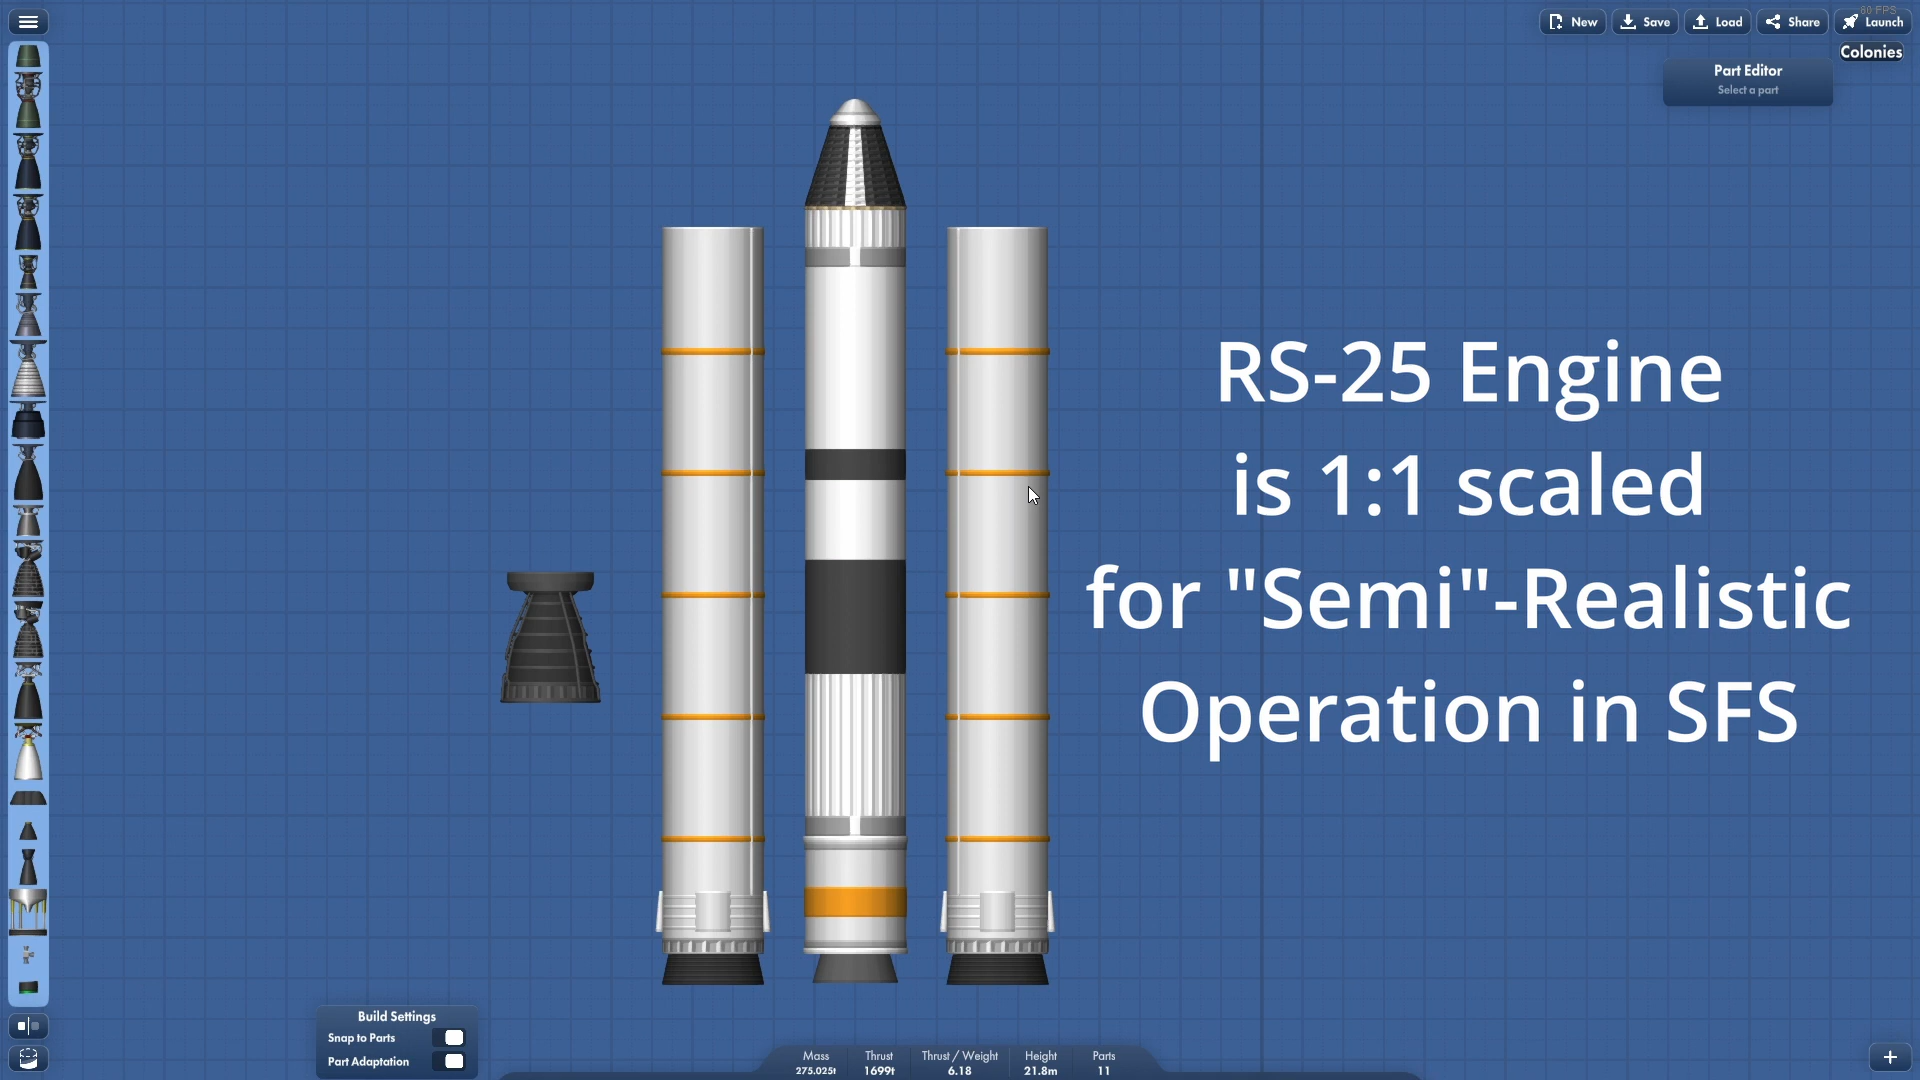 60 FPS
New
Save
Load
Share
Launch
Colonies
Part Editor
Select a part
RS-25 Engine
is 1:1 scaled
for "Semi"-Realistic
Operation in SFS
Build Settings
Snap to Parts
Part Adaptation
Mass Thrust Thrust / Weight Height Parts
275.025t 1699t 6.18 21.8m 11